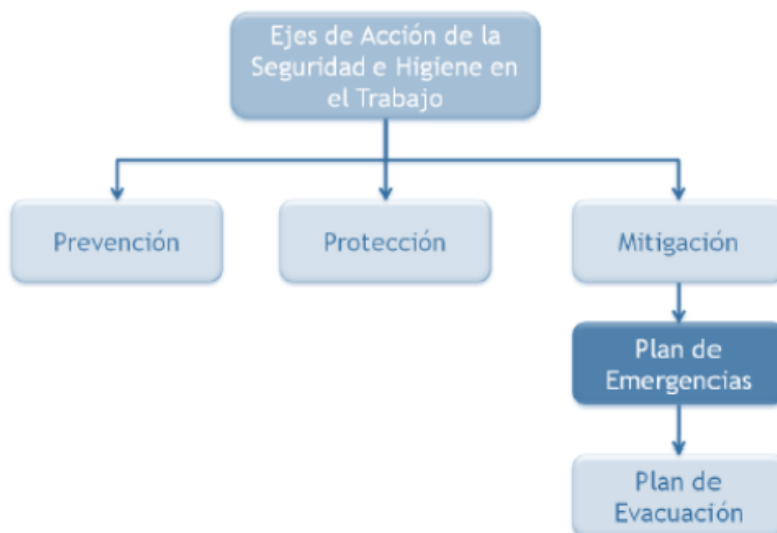 Ejes de Acción de la
Seguridad e Higiene en
el Trabajo
Prevención
Protección
Mitigación
Plan de
Emergencias
Plan de
Evacuación